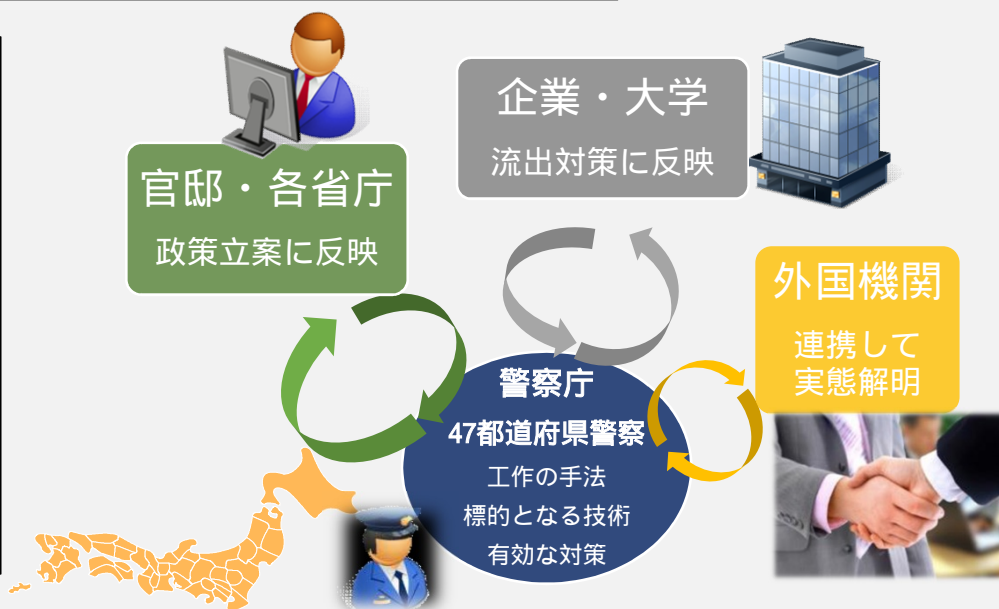 官邸・各省庁
政策立案に反映
企業・大学
流出対策に反映
外国機関
連携して
実態解明
警察庁
47都道府県警察
工作の手法
標的となる技術
有効な対策